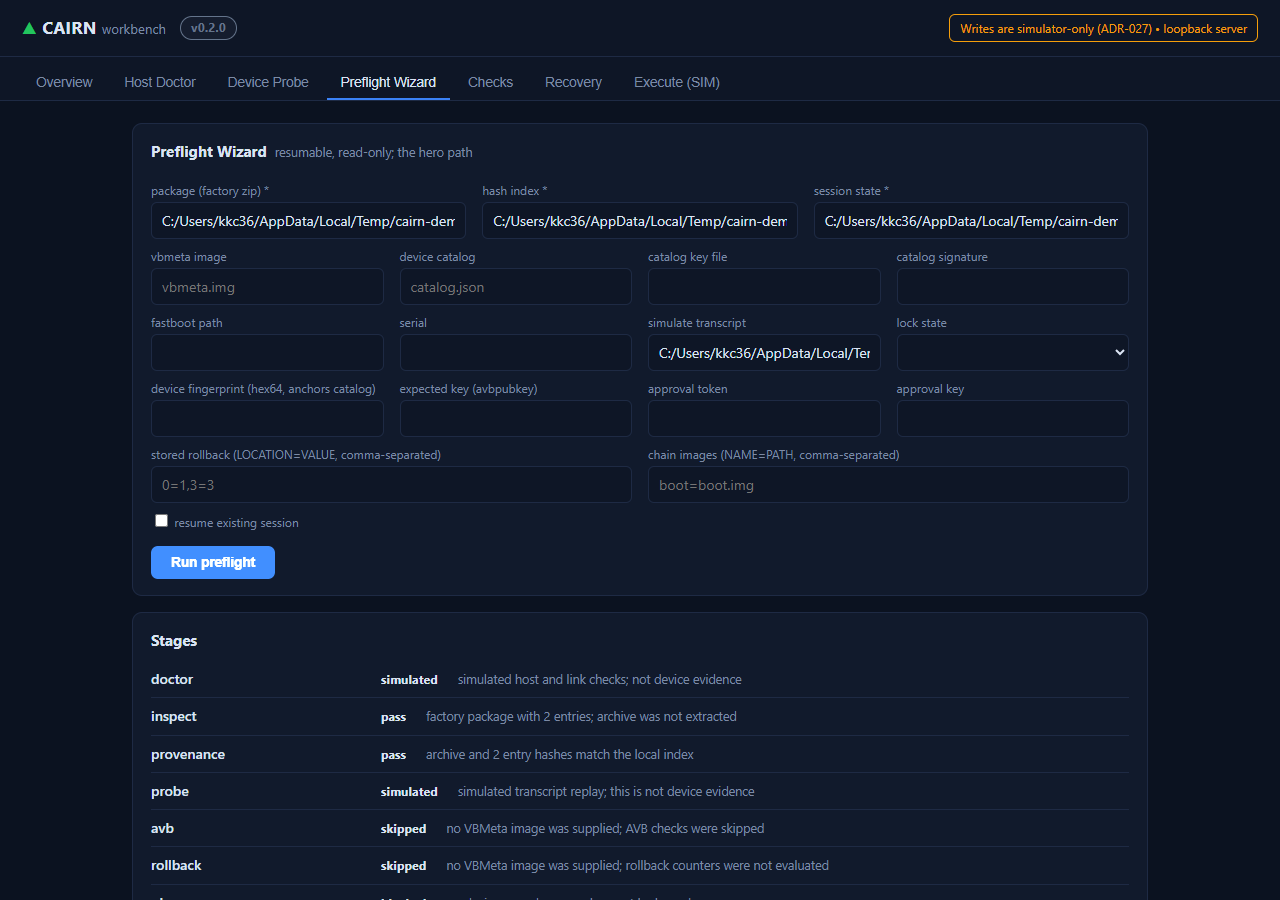 ▲ CAIRN workbench v0.2.0 Writes are simulator-only (ADR-027) • loopback server
Overview Host Doctor Device Probe Preflight Wizard Checks Recovery Execute (SIM)
Preflight Wizard resumable, read-only; the hero path
package (factory zip) * hash index * session state *
C:/Users/kkc36/AppData/Local/Temp/cairn-dem C:/Users/kkc36/AppData/Local/Temp/cairn-dem C:/Users/kkc36/AppData/Local/Temp/cairn-dem
vbmeta image device catalog catalog key file catalog signature
vbmeta.img catalog.json
fastboot path serial simulate transcript lock state
C:/Users/kkc36/AppData/Local/Ter
device fingerprint (hex64, anchors catalog) expected key (avbpubkey) approval token approval key
stored rollback (LOCATION=VALUE, comma-separated) chain images (NAME=PATH, comma-separated)
0=1,3=3 boot=boot.img
resume existing session
Run preflight
Stages
doctor simulated simulated host and link checks; not device evidence
inspect pass factory package with 2 entries; archive was not extracted
provenance pass archive and 2 entry hashes match the local index
probe simulated simulated transcript replay; this is not device evidence
avb skipped no VBMeta image was supplied; AVB checks were skipped
rollback skipped no VBMeta image was supplied; rollback counters were not evaluated